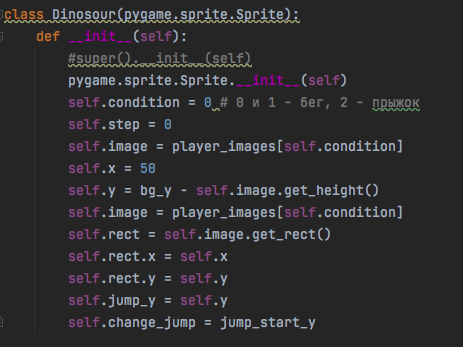 class Dinosour(pygame.sprite.Sprite):
    def __init__(self):
        #super().__init__(self)
        pygame.sprite.Sprite.__init__(self)
        self.condition = 0 # 0 и 1 - бег, 2 - прыжок
        self.step = 0
        self.image = player_images[self.condition]
        self.x = 50
        self.y = bg_y - self.image.get_height()
        self.image = player_images[self.condition]
        self.rect = self.image.get_rect()
        self.rect.x = self.x
        self.rect.y = self.y
        self.jump_y = self.y
        self.change_jump = jump_start_y